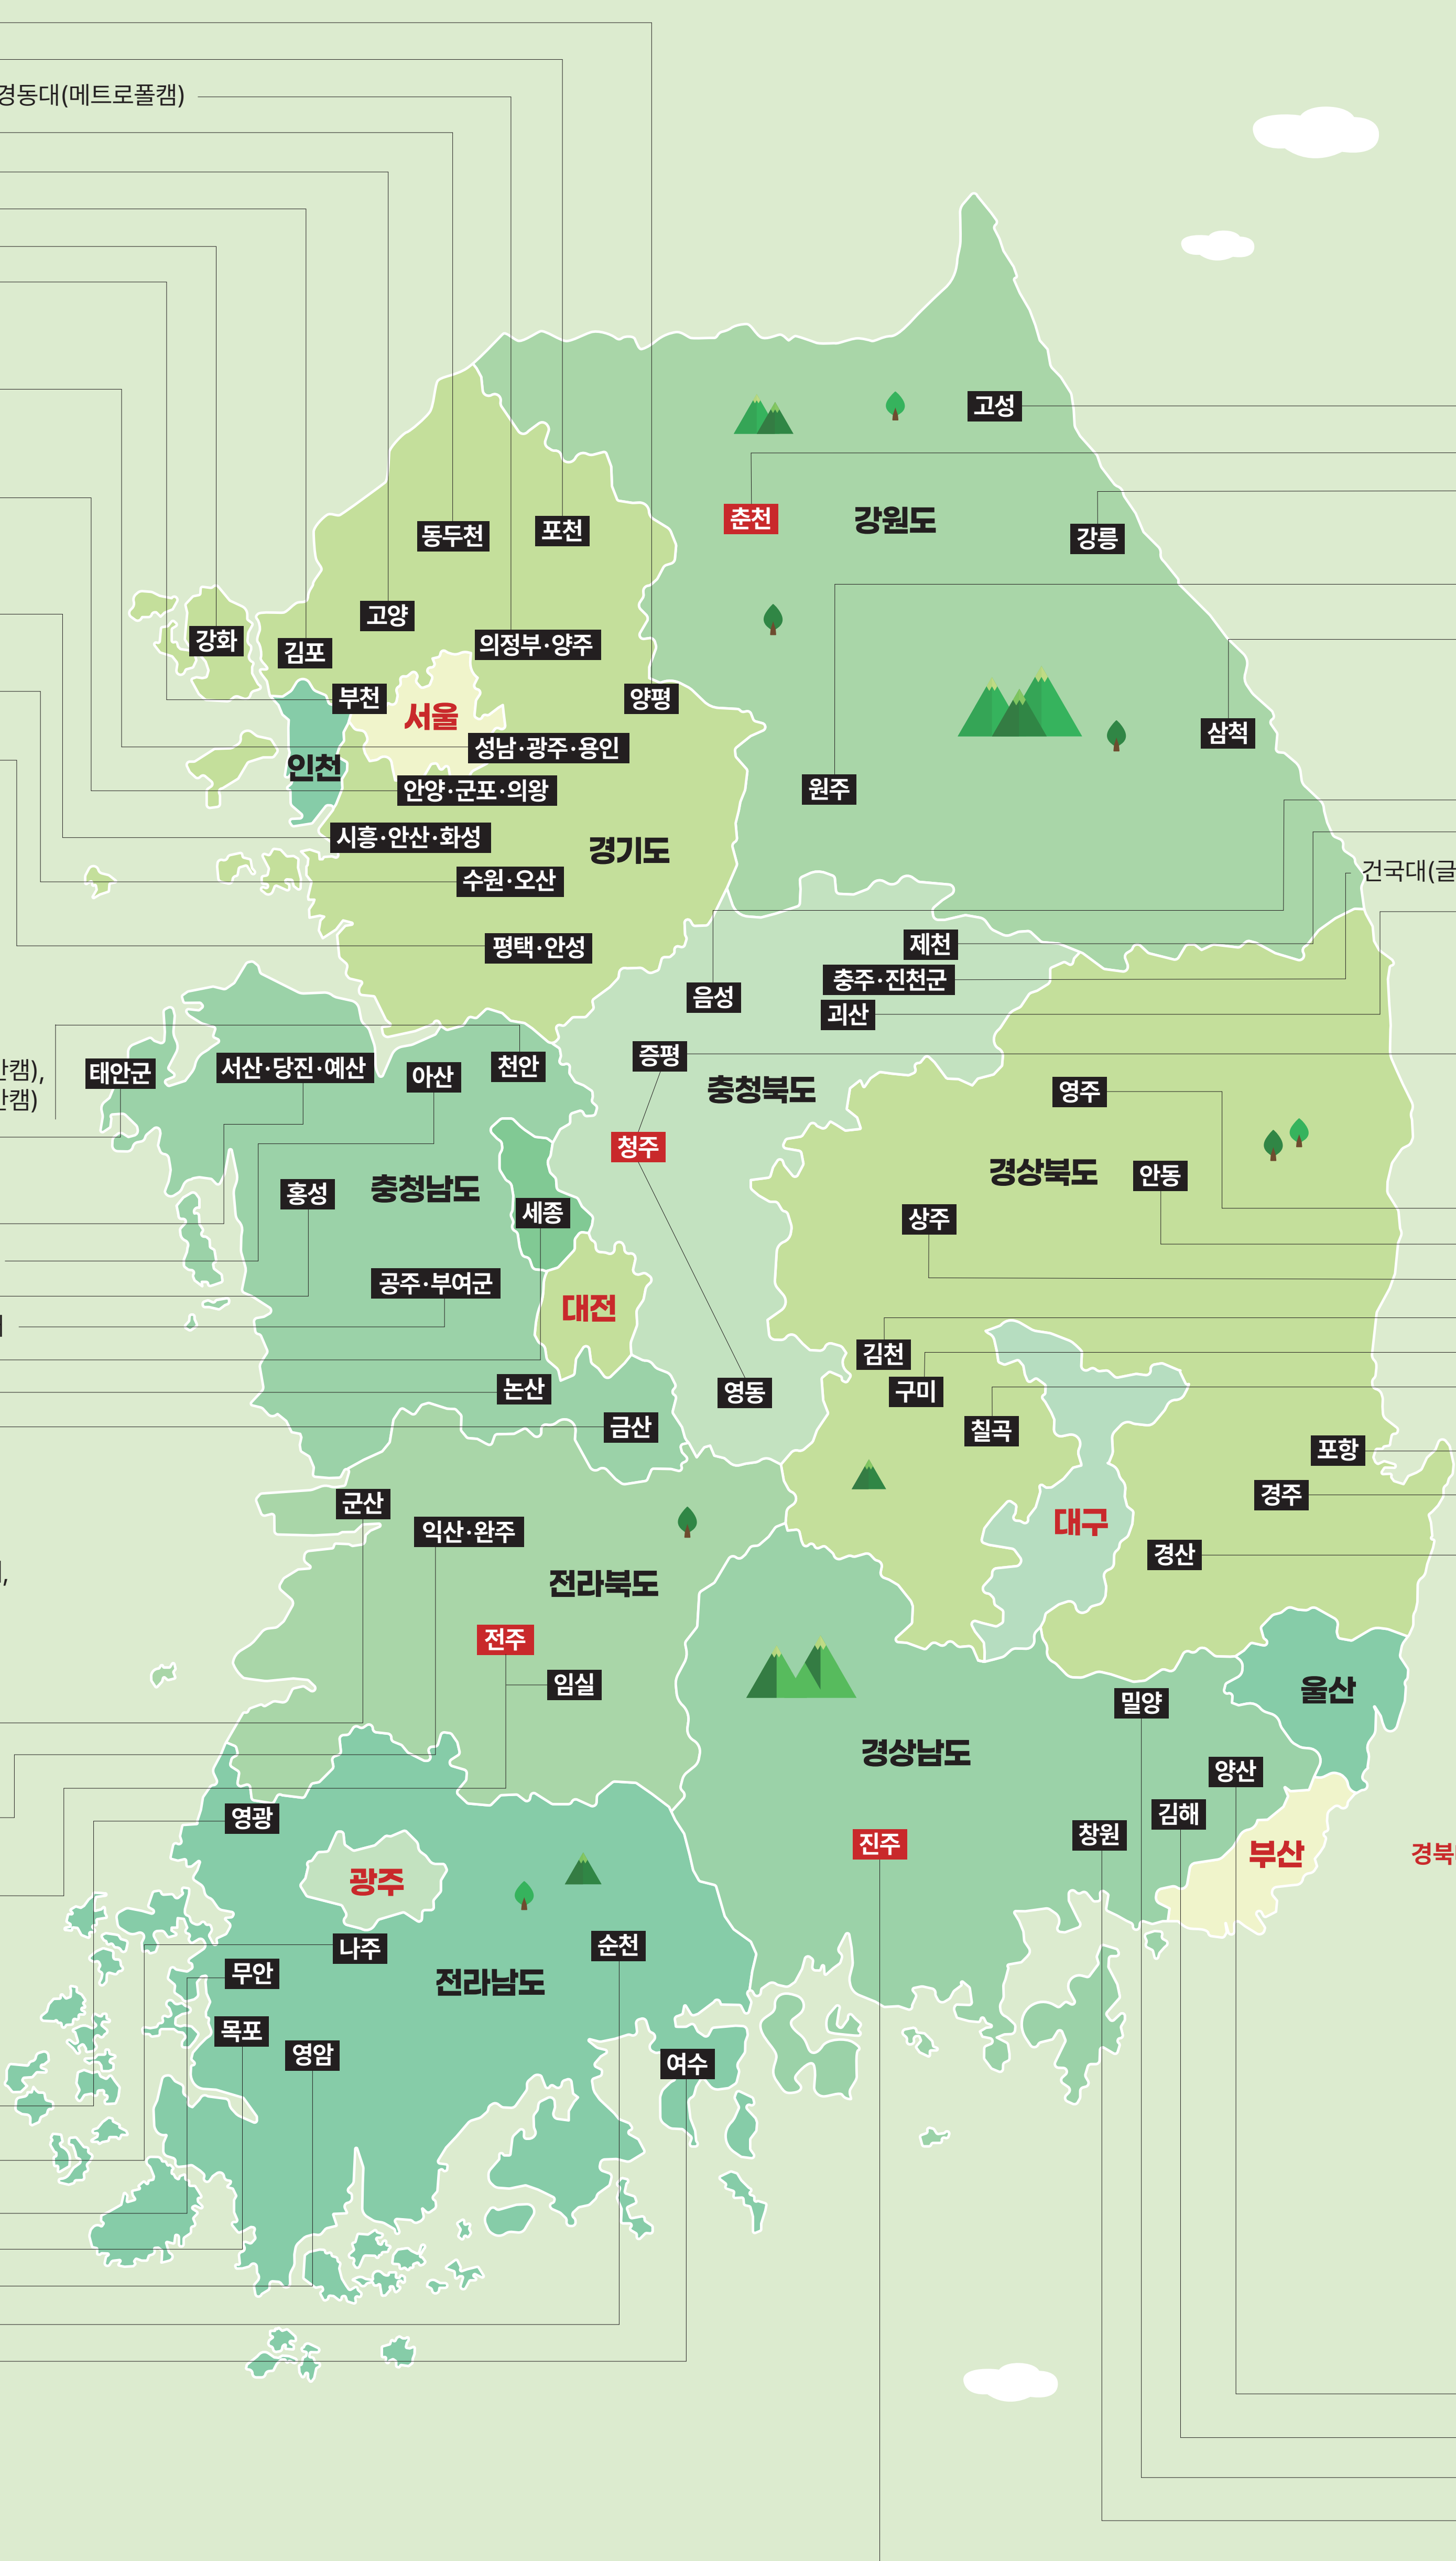 경동대(메트로폴캠)
고성
춘천
강원도
동두천
포천
강릉
고양
강화
김포
의정부·양주
부천
양평
서울
삼척
성남·광주·용인
인천
안양·군포·의왕
원주
시흥·안산·화성
경기도
건국대(글
수원·오산
평택·안성
제천
충주·진천군
음성
괴산
증평
천안
태안군
서산·당진·예산
아산
캠),
캠)
충청북도
영주
청주
경상북도
안동
충청남도
홍성
세종
상주
공주·부여군
대전
김천
논산
영동
구미
금산
칠곡
포항
경주
군산
대구
익산·완주
경산
전라북도
전주
임실
울산
밀양
경상남도
양산
김해
영광
창원
진주
부산
경북
광주
순천
나주
무안
전라남도
목포
영암
여수